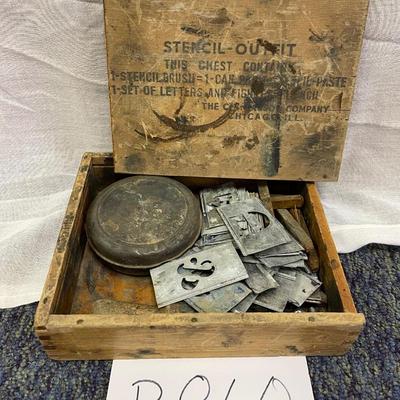 STENCIL-OUTFIT
THIS CHEST CONTAINS
1-STENCIL BRUSH=1-CAN PASTE
1-SET OF LETTERS AND
THE COMPANY
CHICAGO, ILL.
&